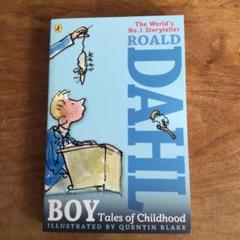 The World's
No.1 Storyteller
ROALD
DAHL
BOY Tales of Childhood
ILLUSTRATED BY QUENTIN BLAKE